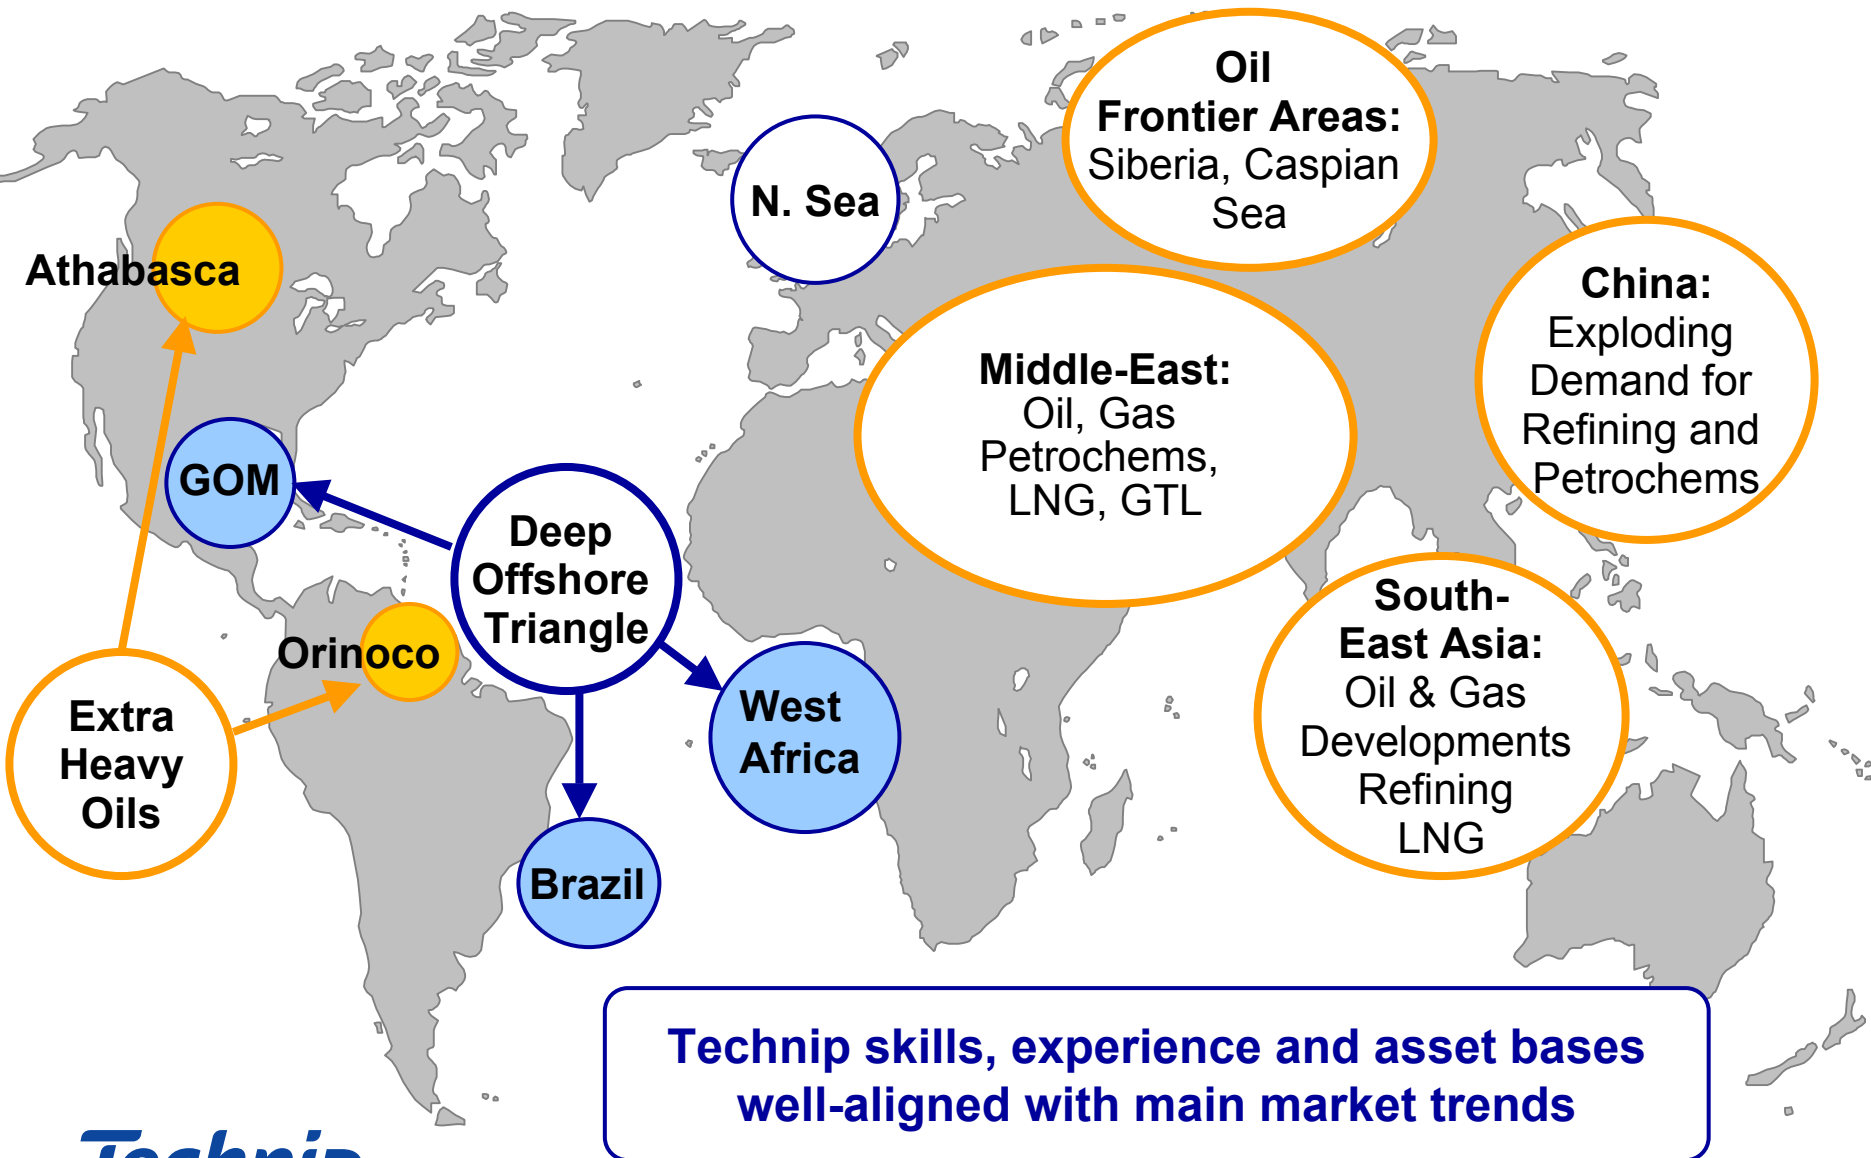 Oil
Frontier Areas:
Siberia, Caspian
Sea
N. Sea
Athabasca
China:
Exploding
Demand for
Refining and
Petrochems
Middle-East:
Oil, Gas
Petrochems,
LNG, GTL
GOM
Deep
Offshore
Triangle
South-
East Asia:
Oil & Gas
Developments
Refining
LNG
Orinoco
Extra
Heavy
Oils
West
Africa
Brazil
Technip skills, experience and asset bases
well-aligned with main market trends
Technip